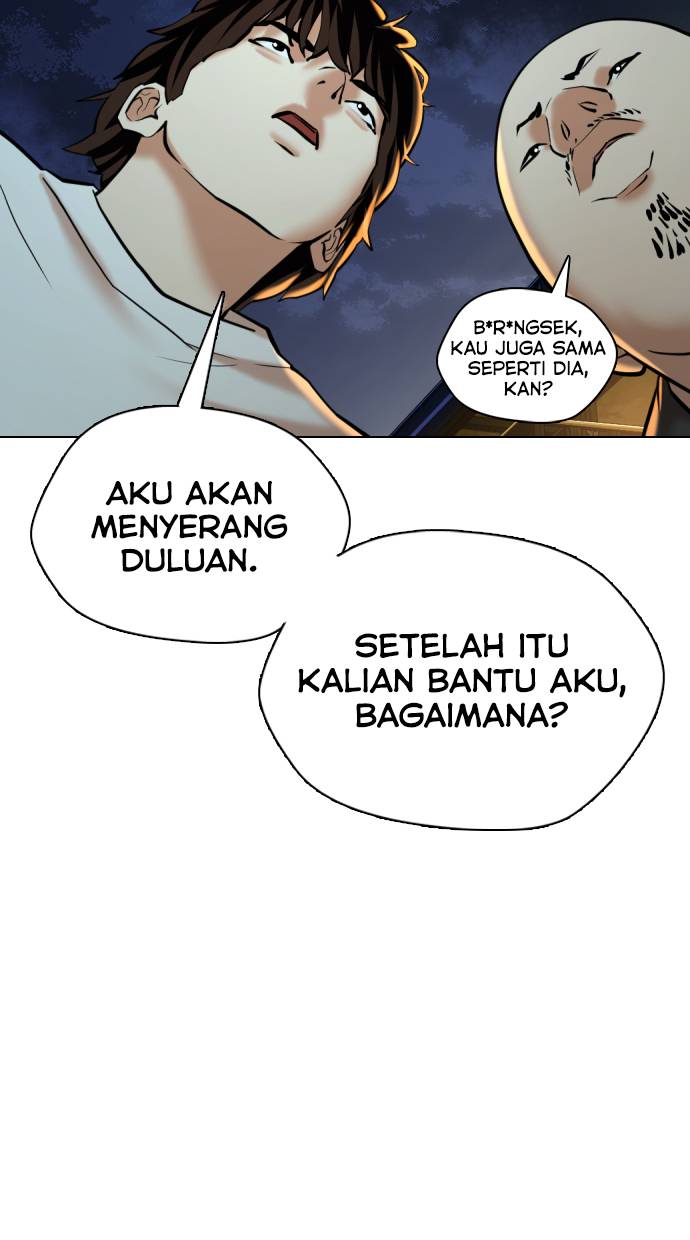 B*R*NGSEK,
KAU JUGA SAMA
SEPERTI DIA,
KAN?
AKU AKAN
MENYERANG
DULUAN.
SETELAH ITU
KALIAN BANTU AKU,
BAGAIMANA?